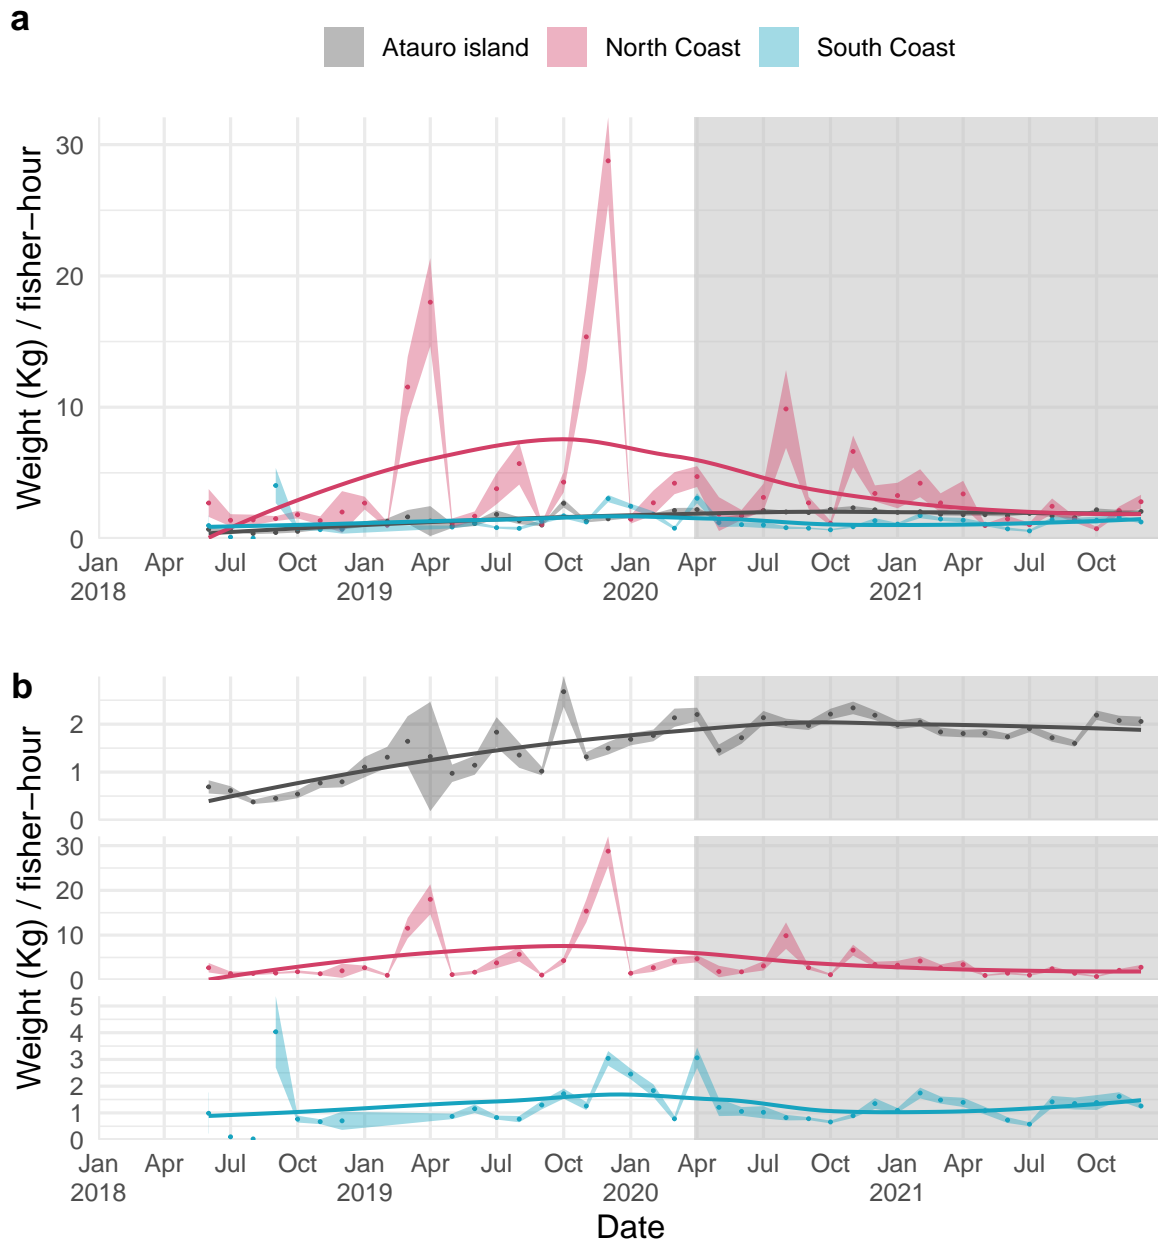 a
Atauro island North Coast South Coast
Weight (Kg) / fisher−hour
30
20
10
0
Jan Apr Jul Oct Jan Apr Jul Oct Jan Apr Jul Oct Jan Apr Jul Oct
2018 2019 2020 2021
b
Weight (Kg) / fisher−hour
2
1
0
30
20
10
0
5
4
3
2
1
0
Jan Apr Jul Oct Jan Apr Jul Oct Jan Apr Jul Oct Jan Apr Jul Oct
2018 2019 2020 2021
Date